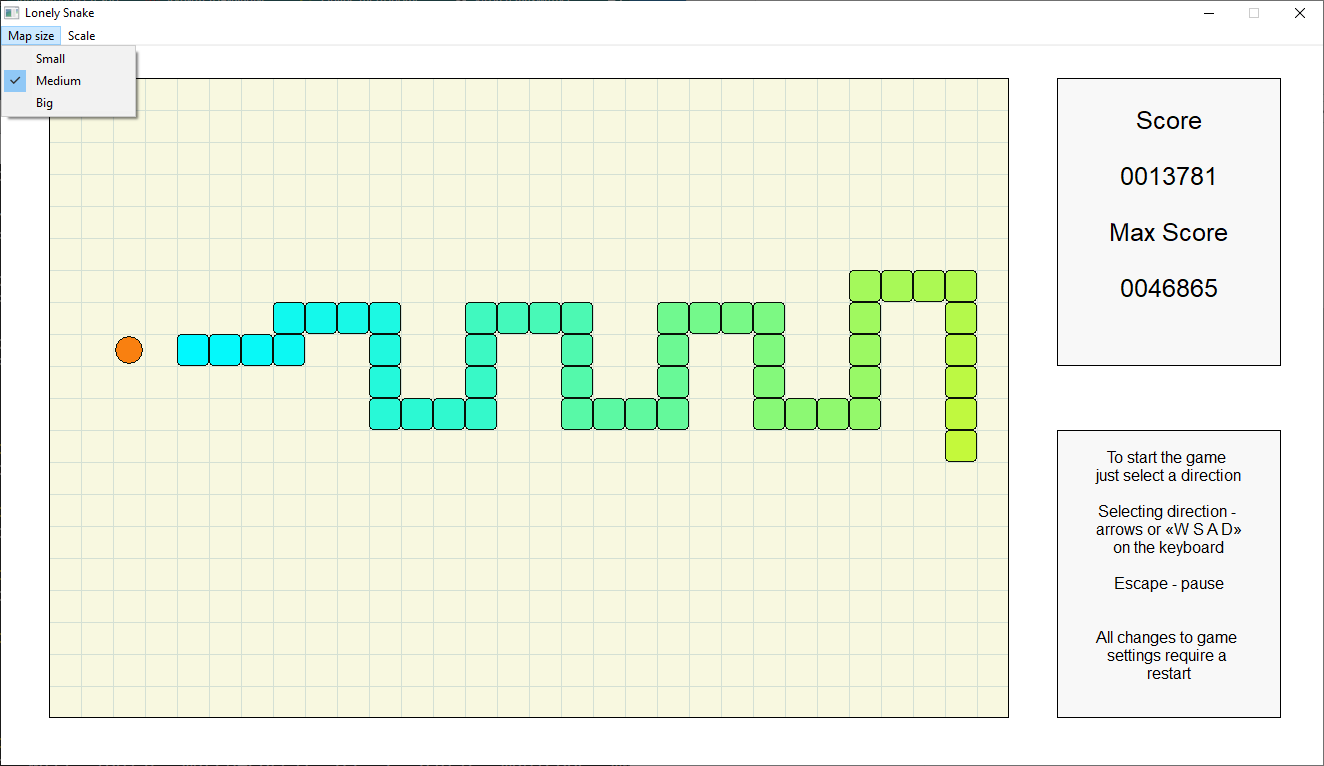 Lonely Snake
Map size Scale
Small
Medium
Big
Score
0013781
Max Score
0046865
To start the game
just select a direction
Selecting direction -
arrows or «W S A D»
on the keyboard
Escape - pause
All changes to game
settings require a
restart